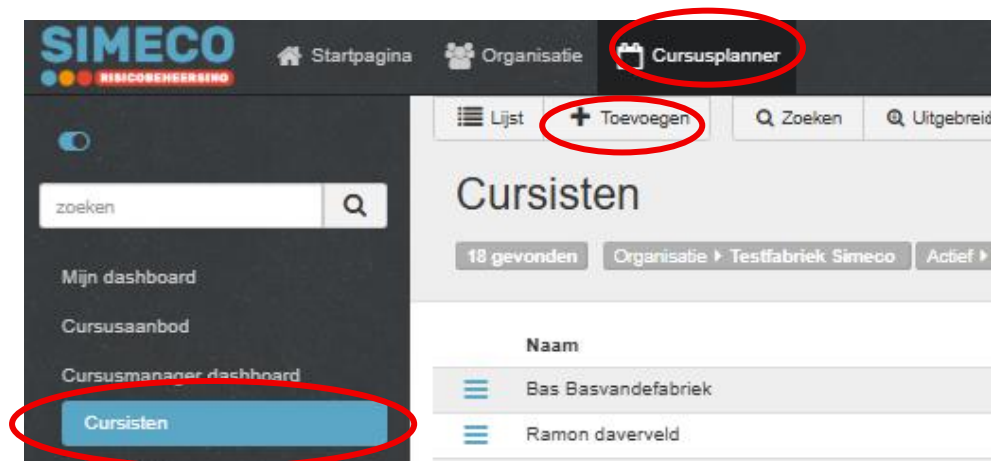 SIMECO
RISICOBEHEERSING
Startpagina
Organisatie
Cursusplanner
Lijst
Toevoegen
Zoeken
Uitgebreid
zoeken
Cursisten
18 gevonden
Organisatie Testfabriek Simeco
Actief
Mijn dashboard
Cursusaanbod
Cursusmanager dashboard
Cursisten
Naam
Bas Basvandefabriek
Ramon daverveld